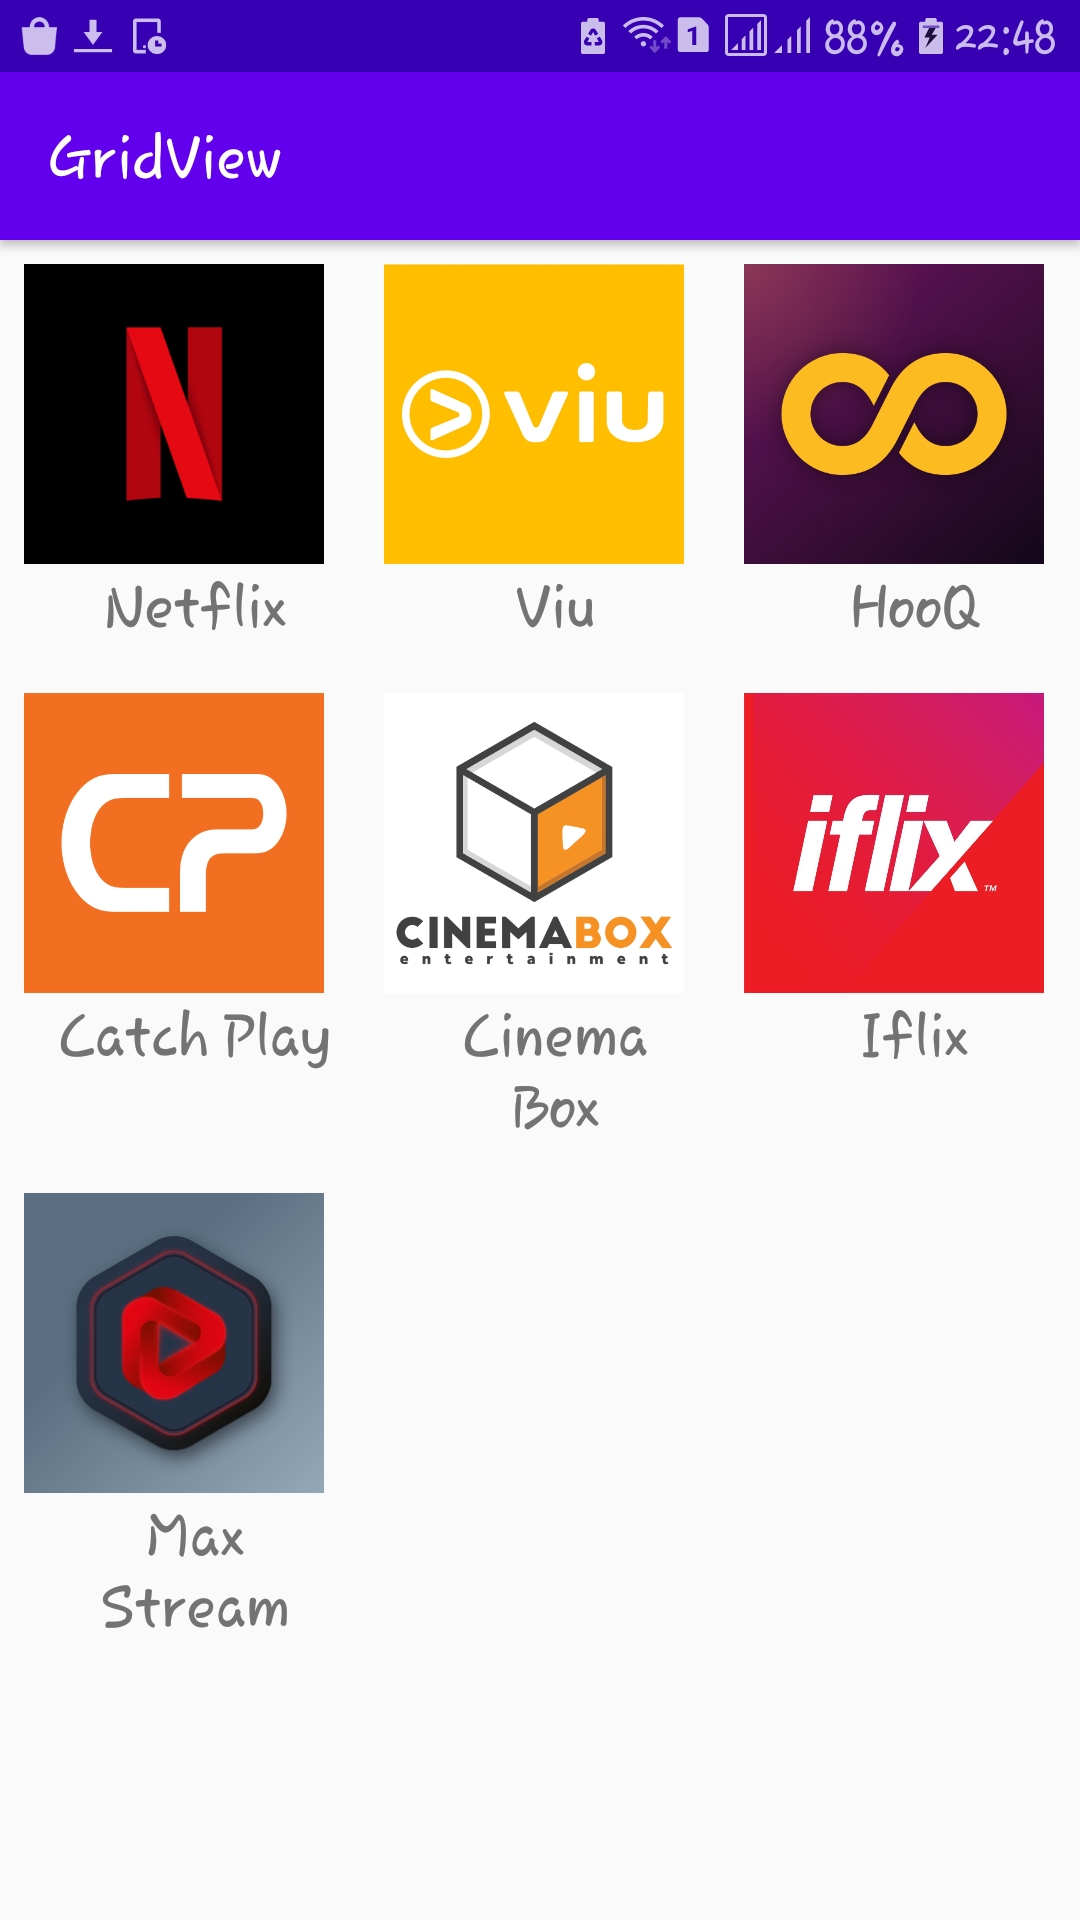 1 88% 22:48
GridView
N viu
Netflix Viu HooQ
CP CINEMABOX iflix™
entertainment
Catch Play Cinema Iflix
Box
Max
Stream